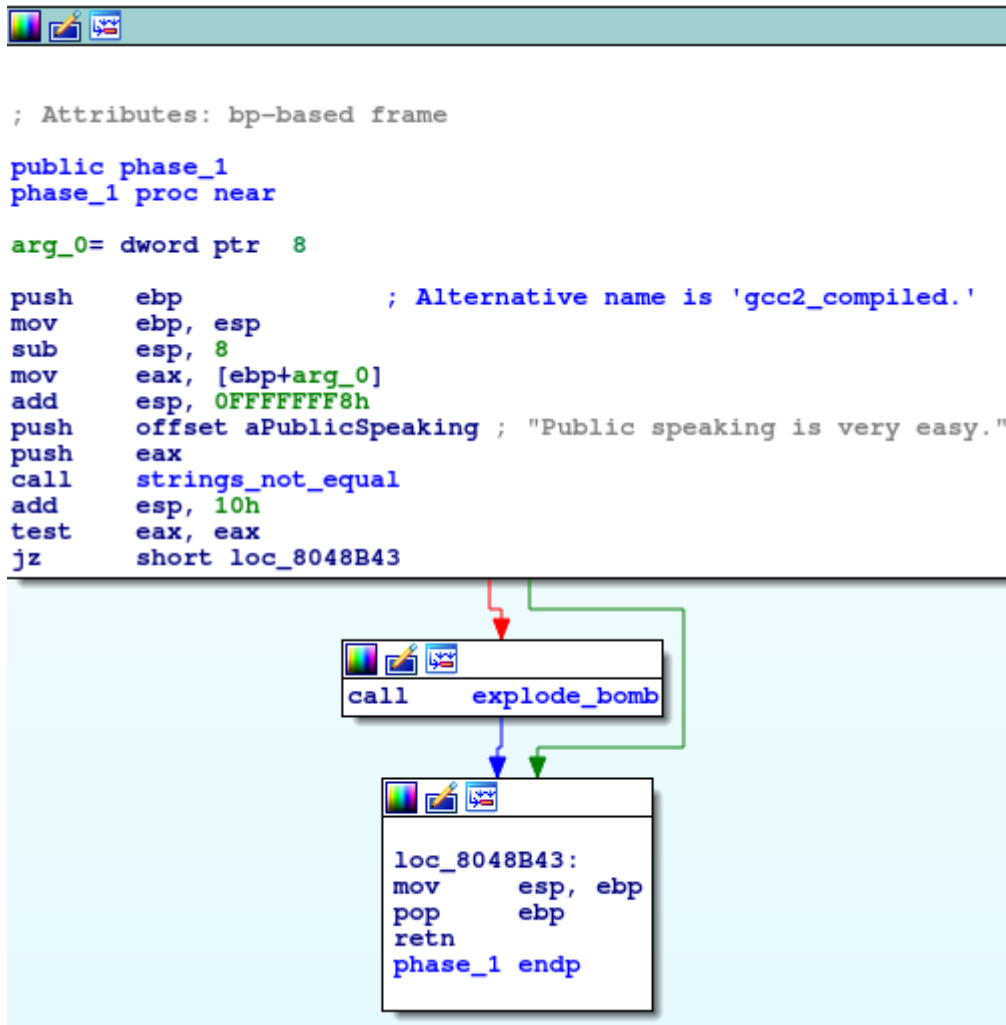 ; Attributes: bp-based frame
public phase_1
phase_1 proc near
arg_0= dword ptr  8
push    ebp             ; Alternative name is 'gcc2_compiled.'
mov     ebp, esp
sub     esp, 8
mov     eax, [ebp+arg_0]
add     esp, 0FFFFFFF8h
push    offset aPublicSpeaking ; "Public speaking is very easy."
push    eax
call    strings_not_equal
add     esp, 10h
test    eax, eax
jz      short loc_8048B43
call    explode_bomb
loc_8048B43:
mov     esp, ebp
pop     ebp
retn
phase_1 endp